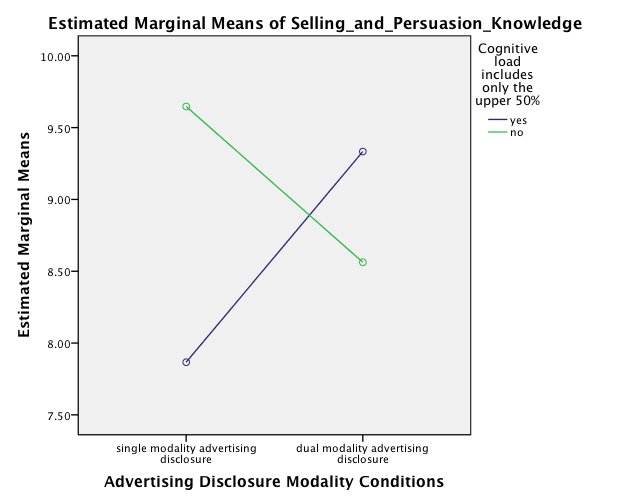 Estimated Marginal Means of Selling_and_Persuasion_Knowledge
Cognitive
load
includes
only the
upper 50%
yes
no
Estimated Marginal Means
10.00
9.50
9.00
8.50
8.00
7.50
single modality advertising
disclosure
dual modality advertising
disclosure
Advertising Disclosure Modality Conditions